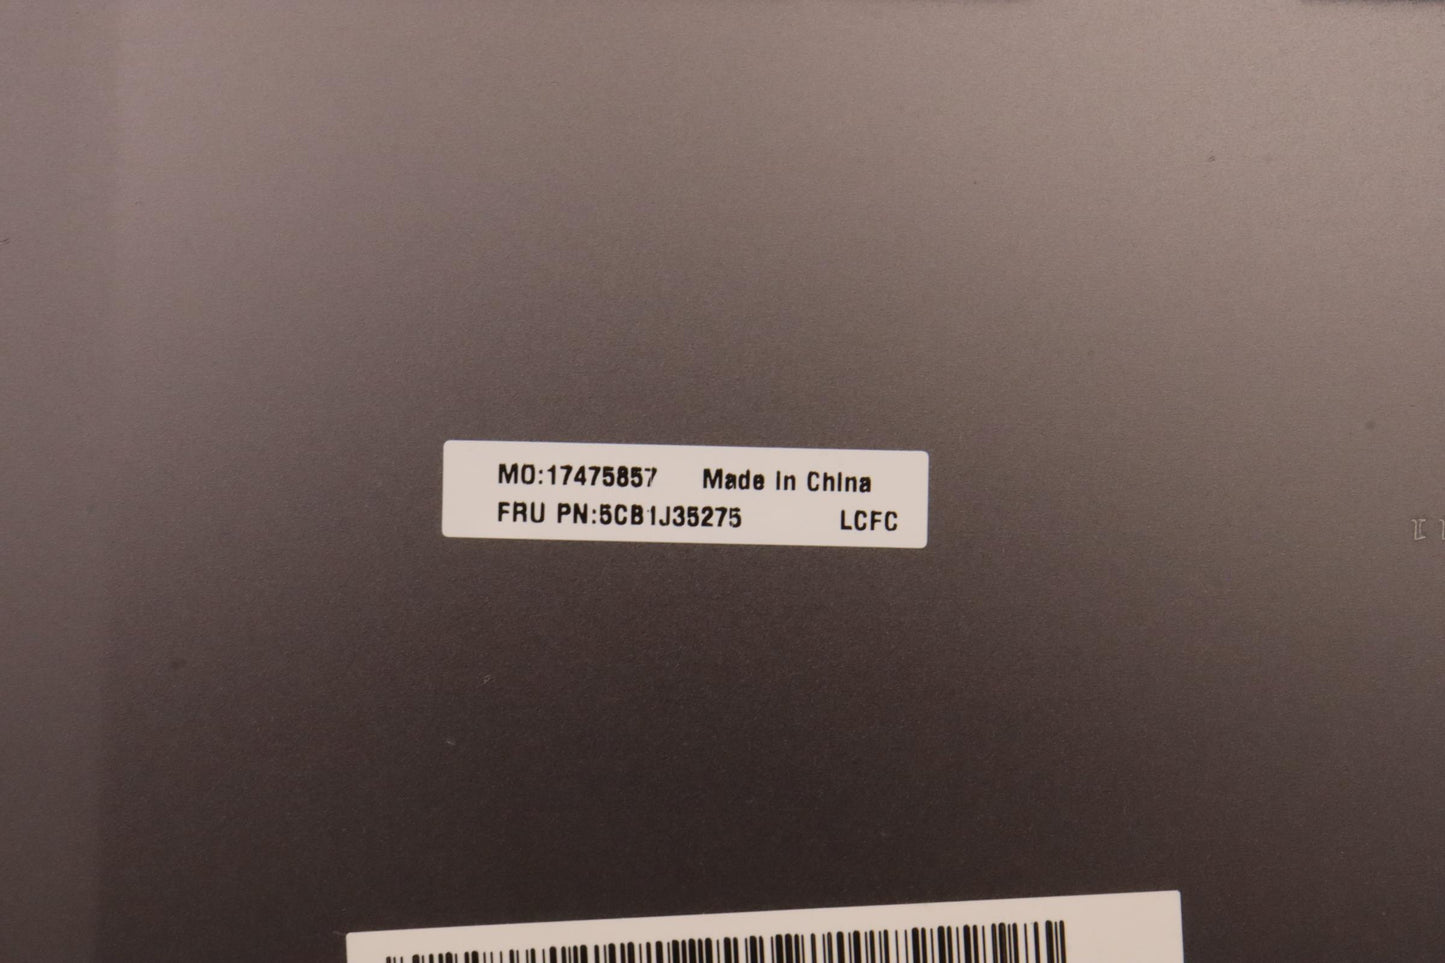 MO:17475857 Made In China
FRU PN:5CB1J35275 LCFC